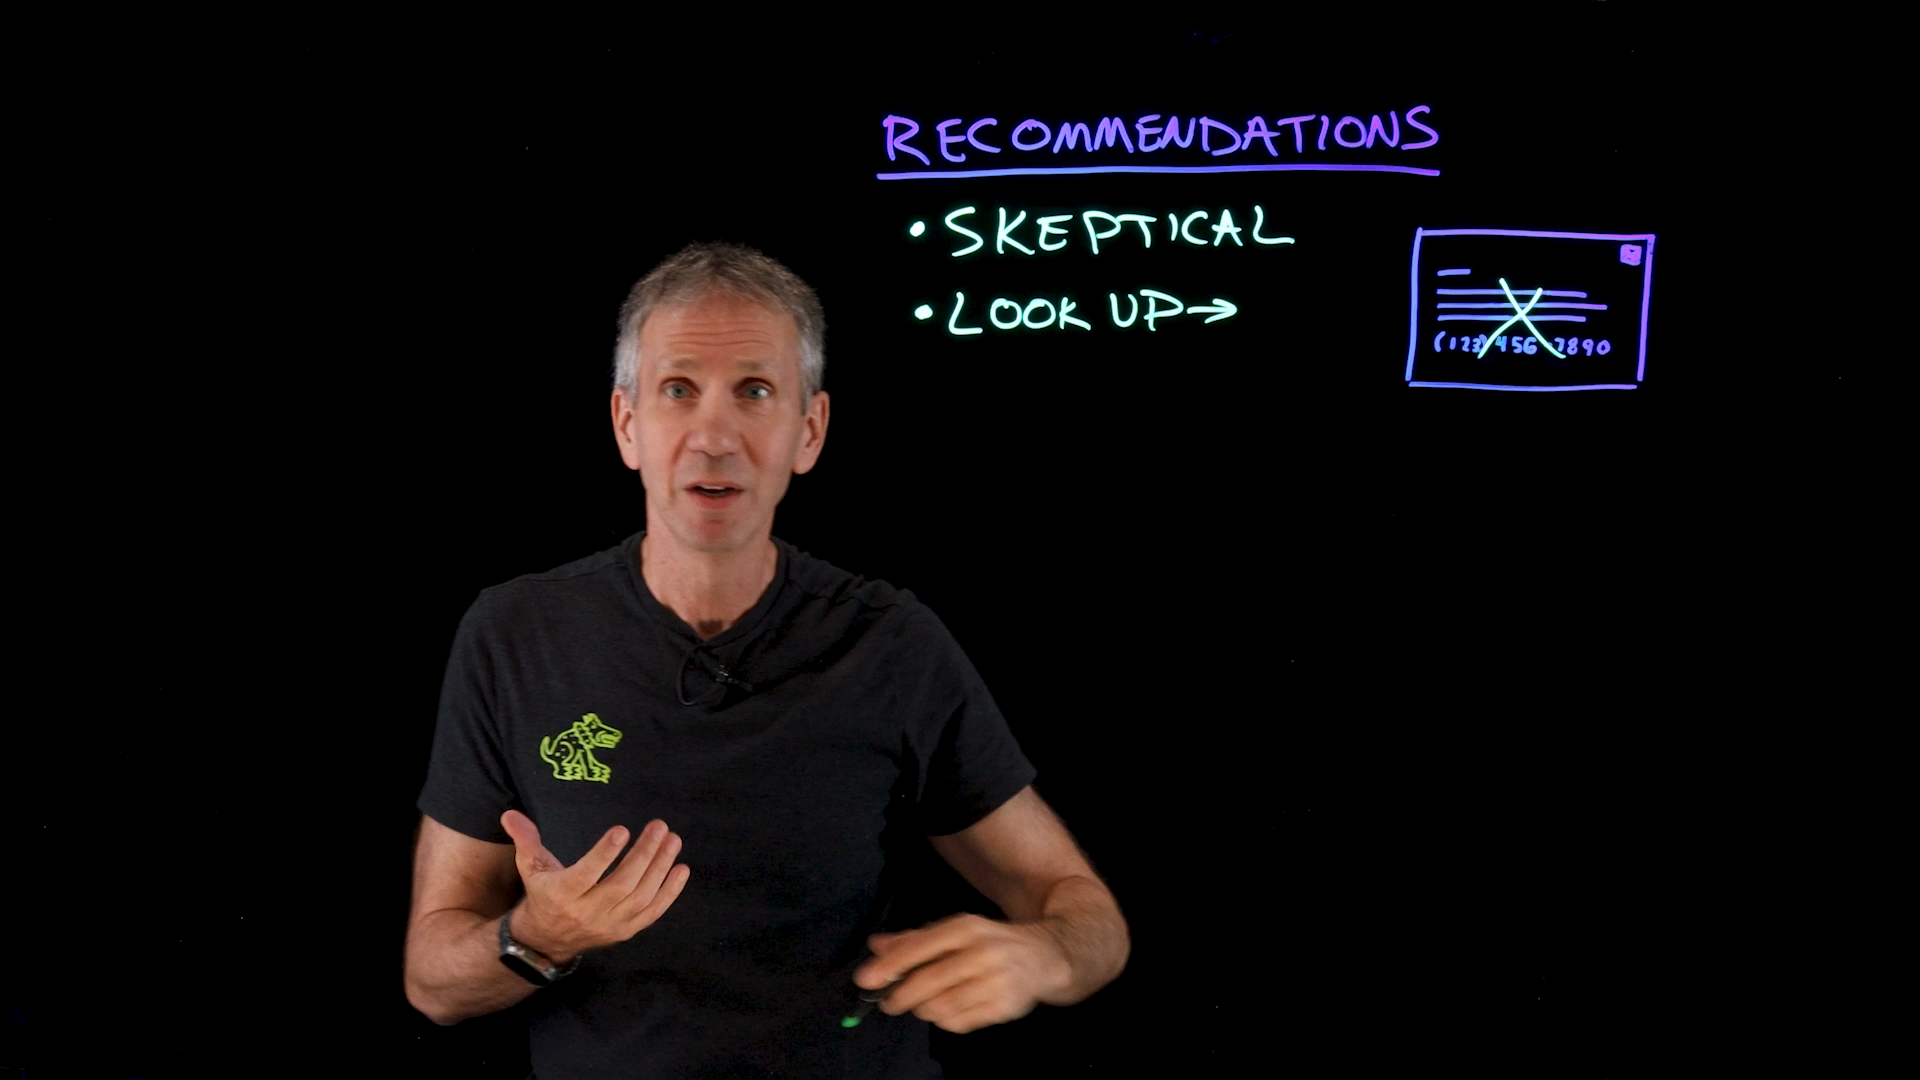 RECOMMENDATIONS
• SKEPTICAL
• LOOK UP→
(123) 456-7890